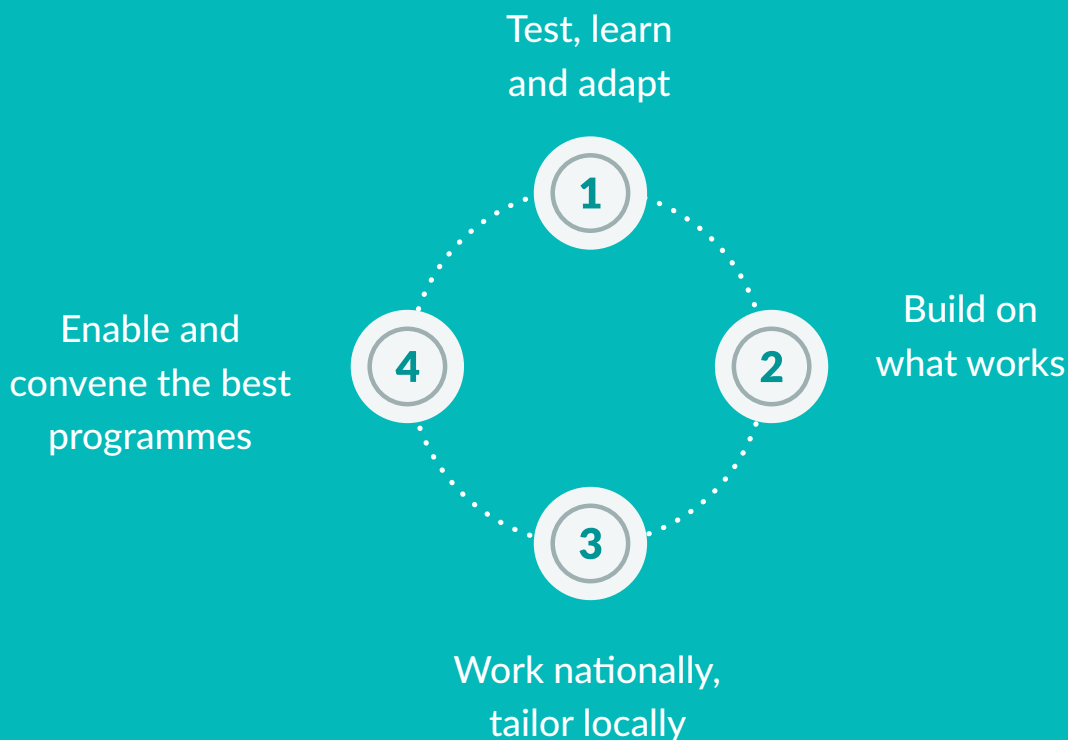 Test, learn
and adapt
1
2
Build on
what works
3
Work nationally,
tailor locally
4
Enable and
convene the best
programmes